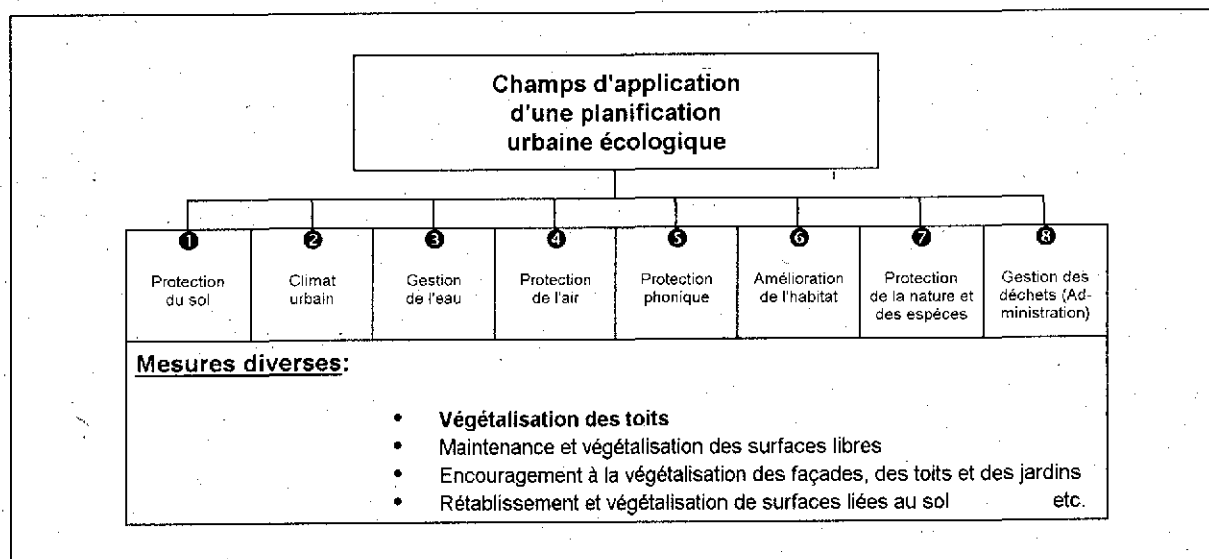 Champs d'application
d'une planification
urbaine écologique
1
Protection
du sol
2
Climat
urbain
3
Gestion
de l'eau
4
Protection
de l'air
5
Protection
phonique
6
Amélioration
de l'habitat
7
Protection
de la nature et
des espéces
8
Gestion des
déchets (Ad-
ministration)
Mesures diverses:
• Végétalisation des toits
• Maintenance et végétalisation des surfaces libres
• Encouragement à la végétalisation des façades, des toits et des jardins
• Rétablissement et végétalisation de surfaces liées au sol etc.